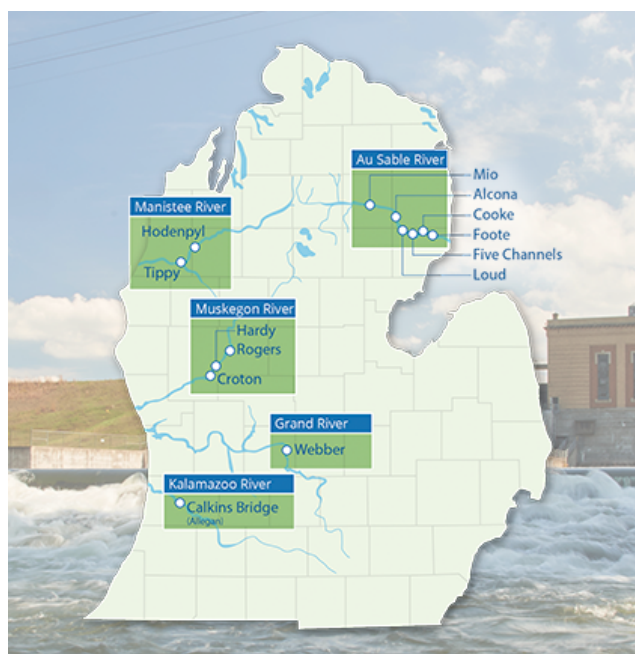 Au Sable River
Mio
Alcona
Cooke
Foote
Five Channels
Loud
Manistee River
Hodenpyl
Tippy
Muskegon River
Hardy
Rogers
Croton
Grand River
Webber
Kalamazoo River
Calkins Bridge
(Allegan)